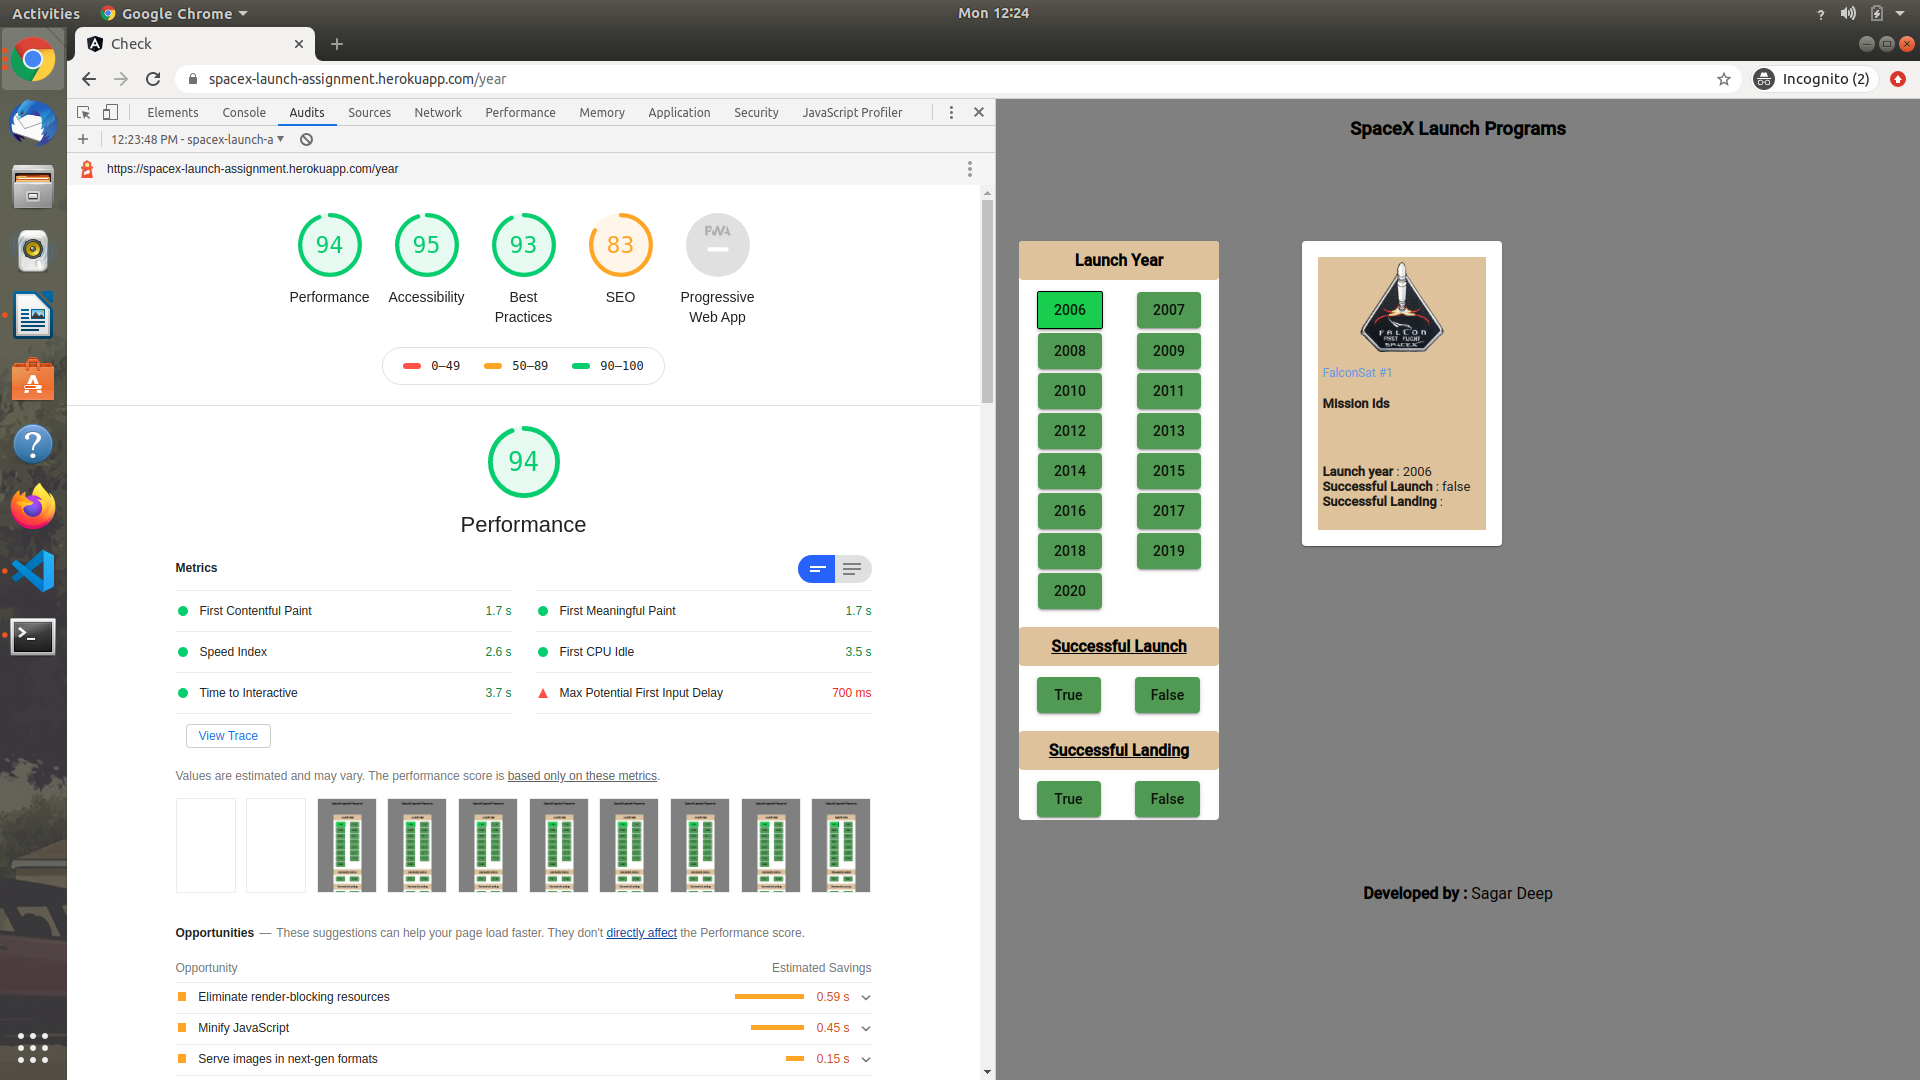 Activities
Google Chrome
Mon 12:24
Check
spacex-launch-assignment.herokuapp.com/year
Incognito (2)
Elements
Console
Audits
Sources
Network
Performance
Memory
Application
Security
JavaScript Profiler
12:23:48 PM - spacex-launch-a
https://spacex-launch-assignment.herokuapp.com/year
94
95
93
83
PWA
Performance
Accessibility
Best
Practices
SEO
Progressive
Web App
0–49
50–89
90–100
94
Performance
Metrics
First Contentful Paint 1.7 s
First Meaningful Paint 1.7 s
Speed Index 2.6 s
First CPU Idle 3.5 s
Time to Interactive 3.7 s
Max Potential First Input Delay 700 ms
View Trace
Values are estimated and may vary. The performance score is based only on these metrics.
Opportunities — These suggestions can help your page load faster. They don't directly affect the Performance score.
Opportunity Estimated Savings
Eliminate render-blocking resources 0.59 s
Minify JavaScript 0.45 s
Serve images in next-gen formats 0.15 s
SpaceX Launch Programs
Launch Year
2006 2007
2008 2009
2010 2011
2012 2013
2014 2015
2016 2017
2018 2019
2020
Successful Launch
True False
Successful Landing
True False
FALCON
FIRST FLIGHT
SPACEX
FalconSat #1
Mission Ids
Launch year : 2006
Successful Launch : false
Successful Landing :
Developed by : Sagar Deep